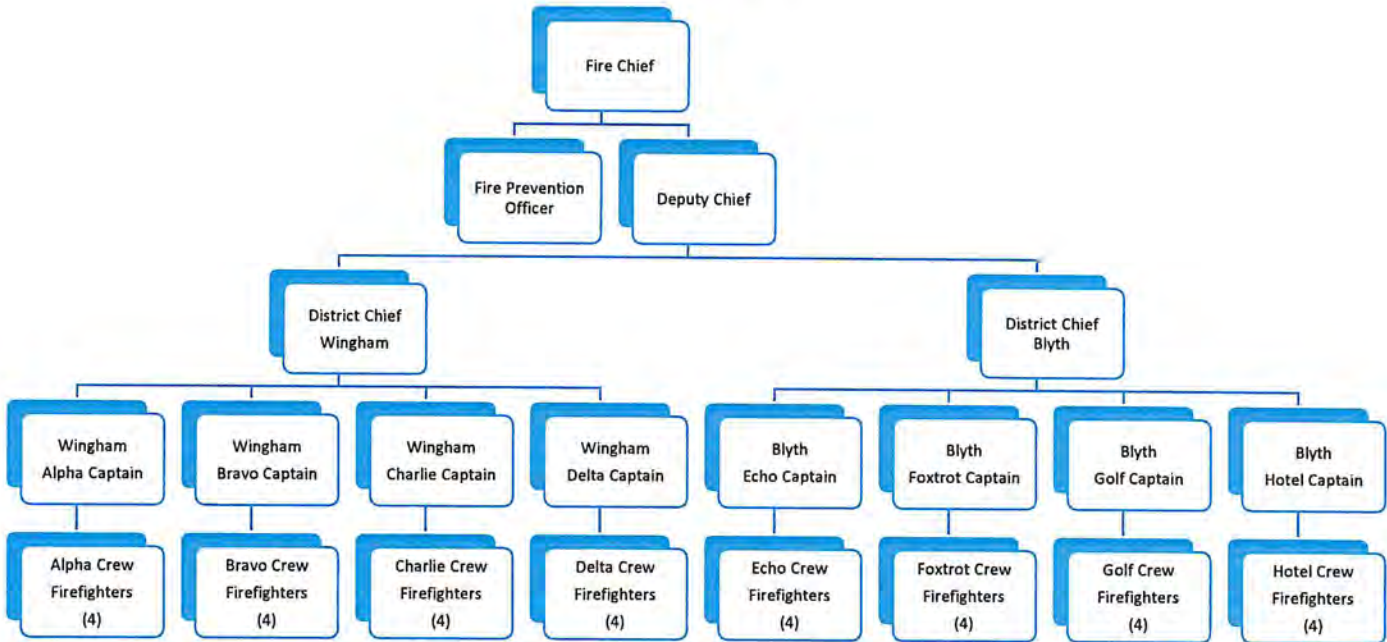 Fire Chief
Fire Prevention
Officer
Deputy Chief
District Chief
Wingham
District Chief
Blyth
Wingham
Alpha Captain
Wingham
Bravo Captain
Wingham
Charlie Captain
Wingham
Delta Captain
Blyth
Echo Captain
Blyth
Foxtrot Captain
Blyth
Golf Captain
Blyth
Hotel Captain
Alpha Crew
Firefighters
(4)
Bravo Crew
Firefighters
(4)
Charlie Crew
Firefighters
(4)
Delta Crew
Firefighters
(4)
Echo Crew
Firefighters
(4)
Foxtrot Crew
Firefighters
(4)
Golf Crew
Firefighters
(4)
Hotel Crew
Firefighters
(4)